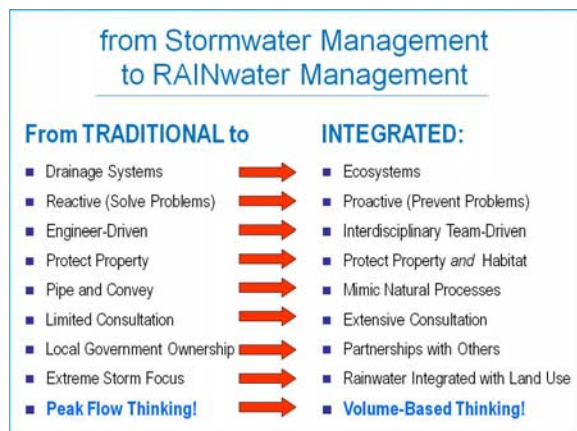 from Stormwater Management
to RAINwater Management
From TRADITIONAL to INTEGRATED:
Drainage Systems Ecosystems
Reactive (Solve Problems) Proactive (Prevent Problems)
Engineer-Driven Interdisciplinary Team-Driven
Protect Property Protect Property and Habitat
Pipe and Convey Mimic Natural Processes
Limited Consultation Extensive Consultation
Local Government Ownership Partnerships with Others
Extreme Storm Focus Rainwater Integrated with Land Use
Peak Flow Thinking! Volume-Based Thinking!